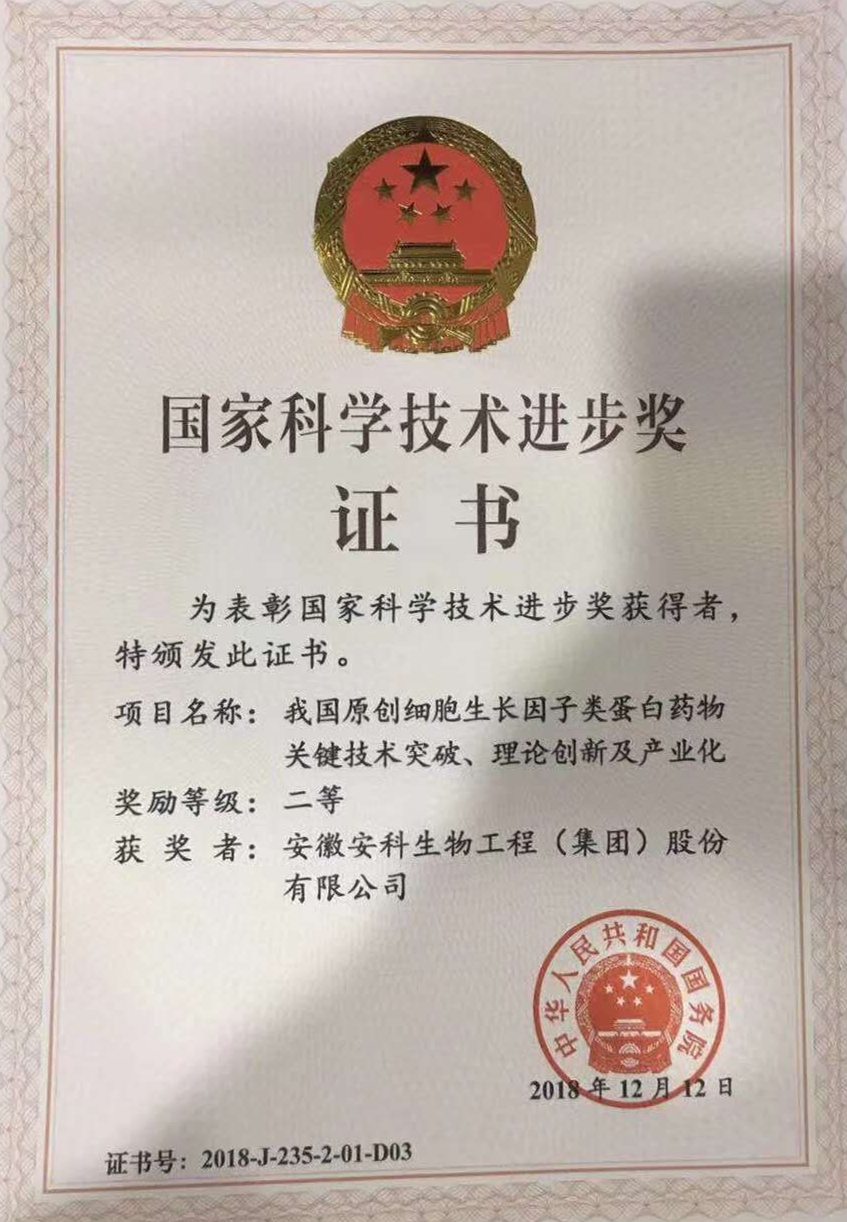 国家科学技术进步奖
证书
为表彰国家科学技术进步奖获得者，
特颁发此证书。
项目名称：我国原创细胞生长因子类蛋白药物
关键技术突破、理论创新及产业化
奖励等级：二等
获奖者：安徽安科生物工程（集团）股份
有限公司
中华人民共和国国务院
2018年12月12日
证书号：2018-J-235-2-01-D03